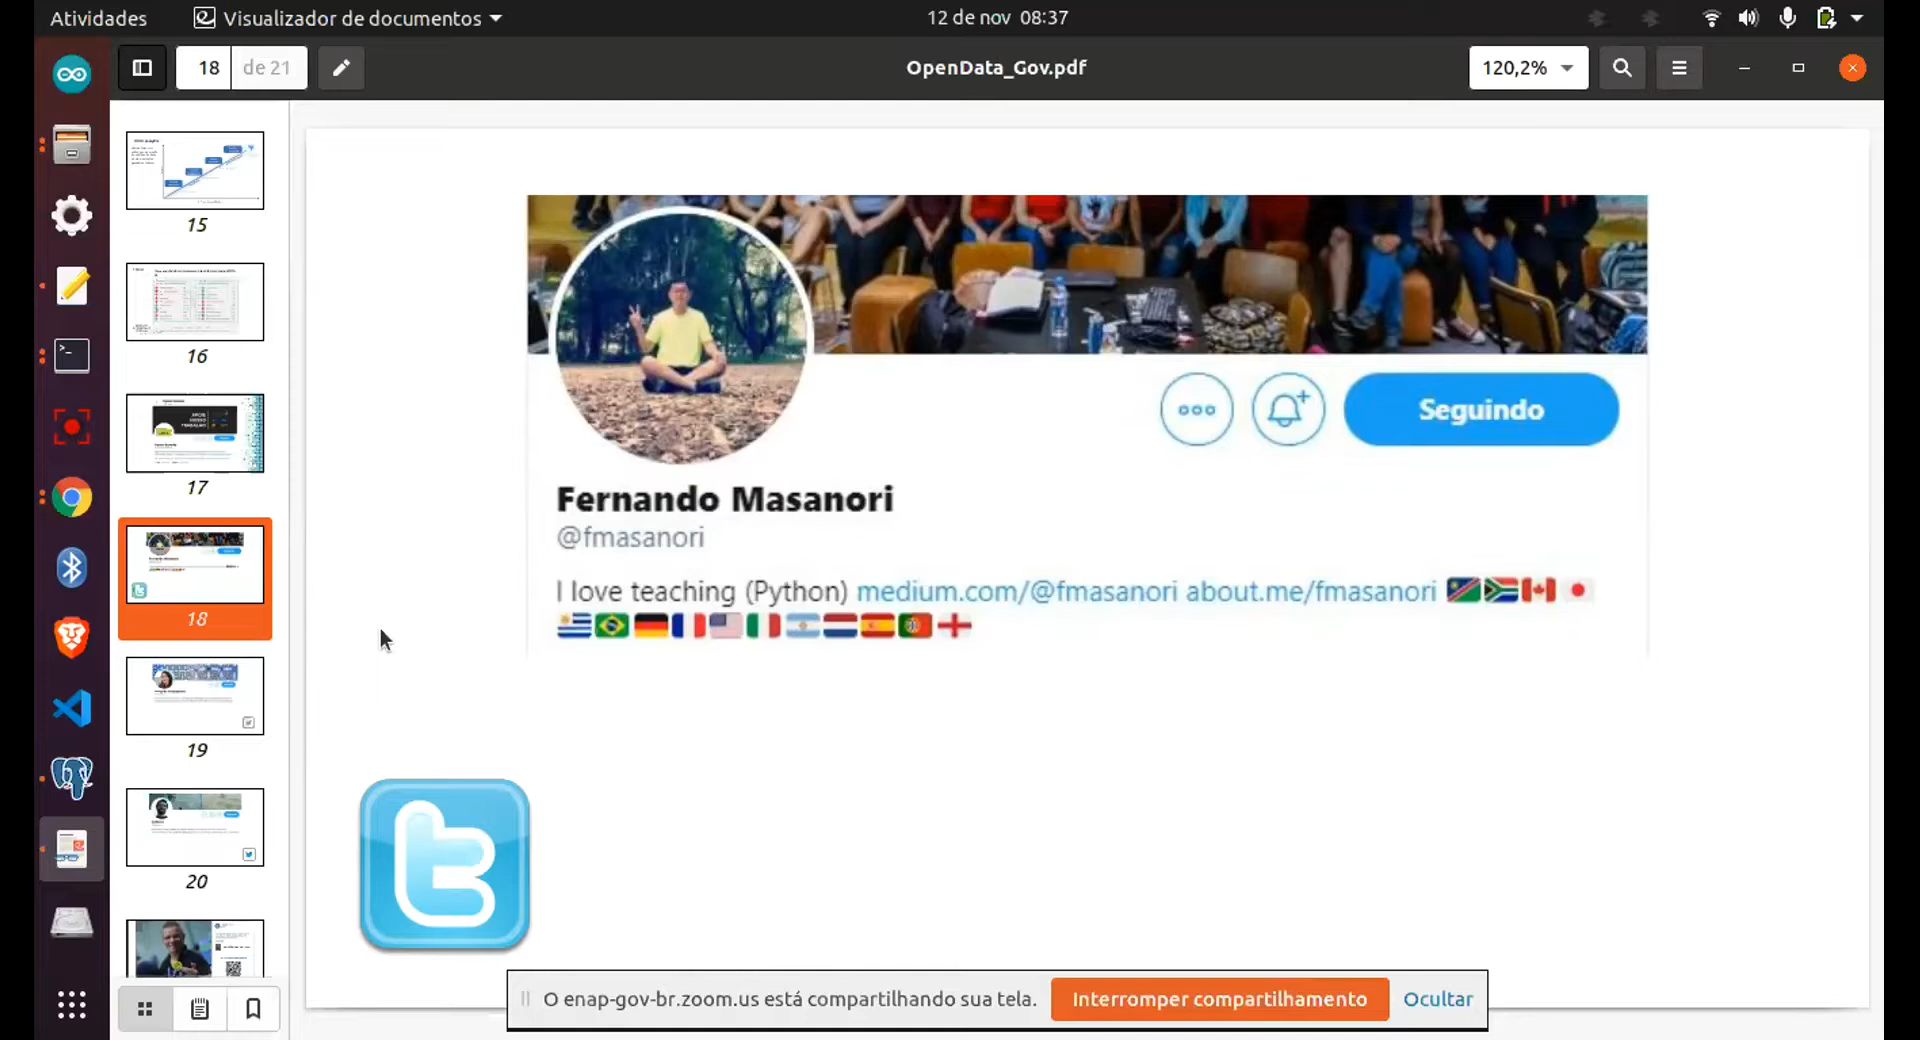 Atividades
Visualizador de documentos
12 de nov 08:37
18
de 21
OpenData_Gov.pdf
120,2%
15
16
17
18
19
20
Seguindo
Fernando Masanori
@fmasanori
I love teaching (Python) medium.com/@fmasanori about.me/fmasanori
O enap-gov-br.zoom.us está compartilhando sua tela.
Interromper compartilhamento
Ocultar